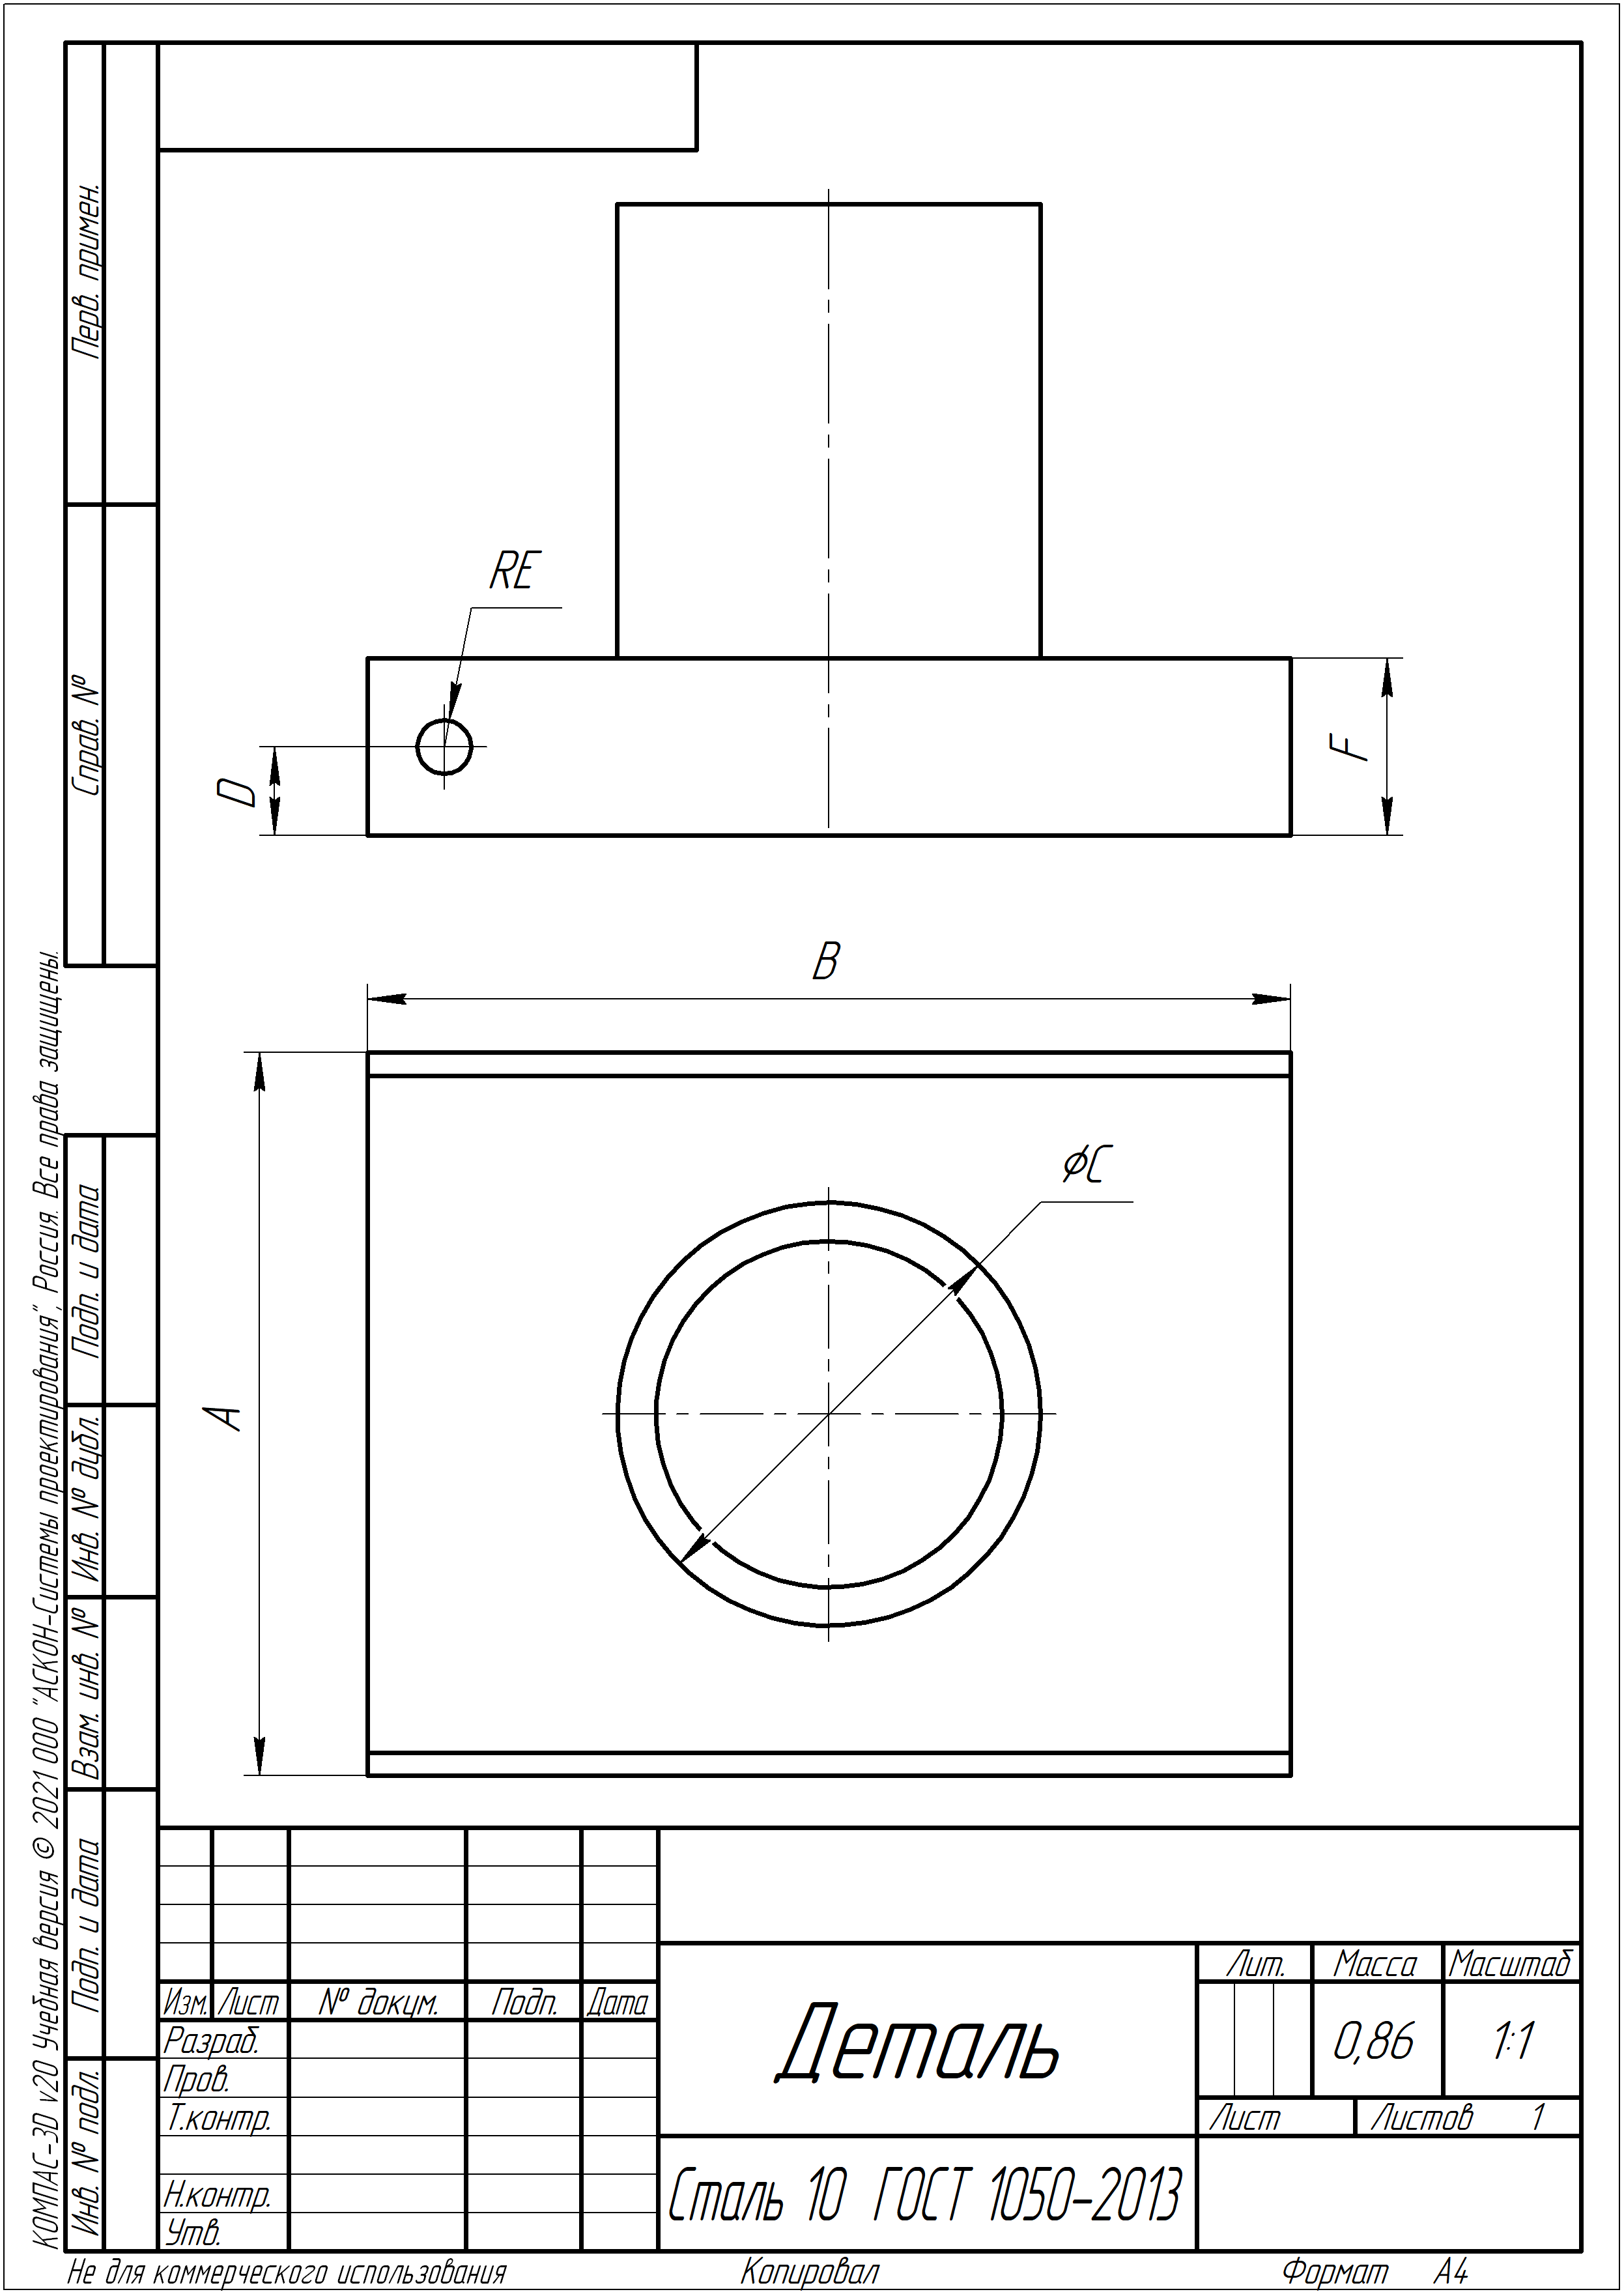 Перв. примен.
Справ. №
Подп. и дата
Инв. № дубл.
Взам. инв. №
Подп. и дата
Инв. № подл.
КОМПАС-3D v20 Учебная версия © 2021 ООО "АСКОН-Системы проектирования", Россия. Все права защищены.
RE
D
F
B
A
⌀C
Изм. Лист № докум. Подп. Дата
Разраб.
Пров.
Т.контр.
Н.контр.
Утв.
Деталь
Сталь 10 ГОСТ 1050-2013
Лит. Масса Масштаб
0,86 1:1
Лист Листов 1
Не для коммерческого использования Копировал Формат A4